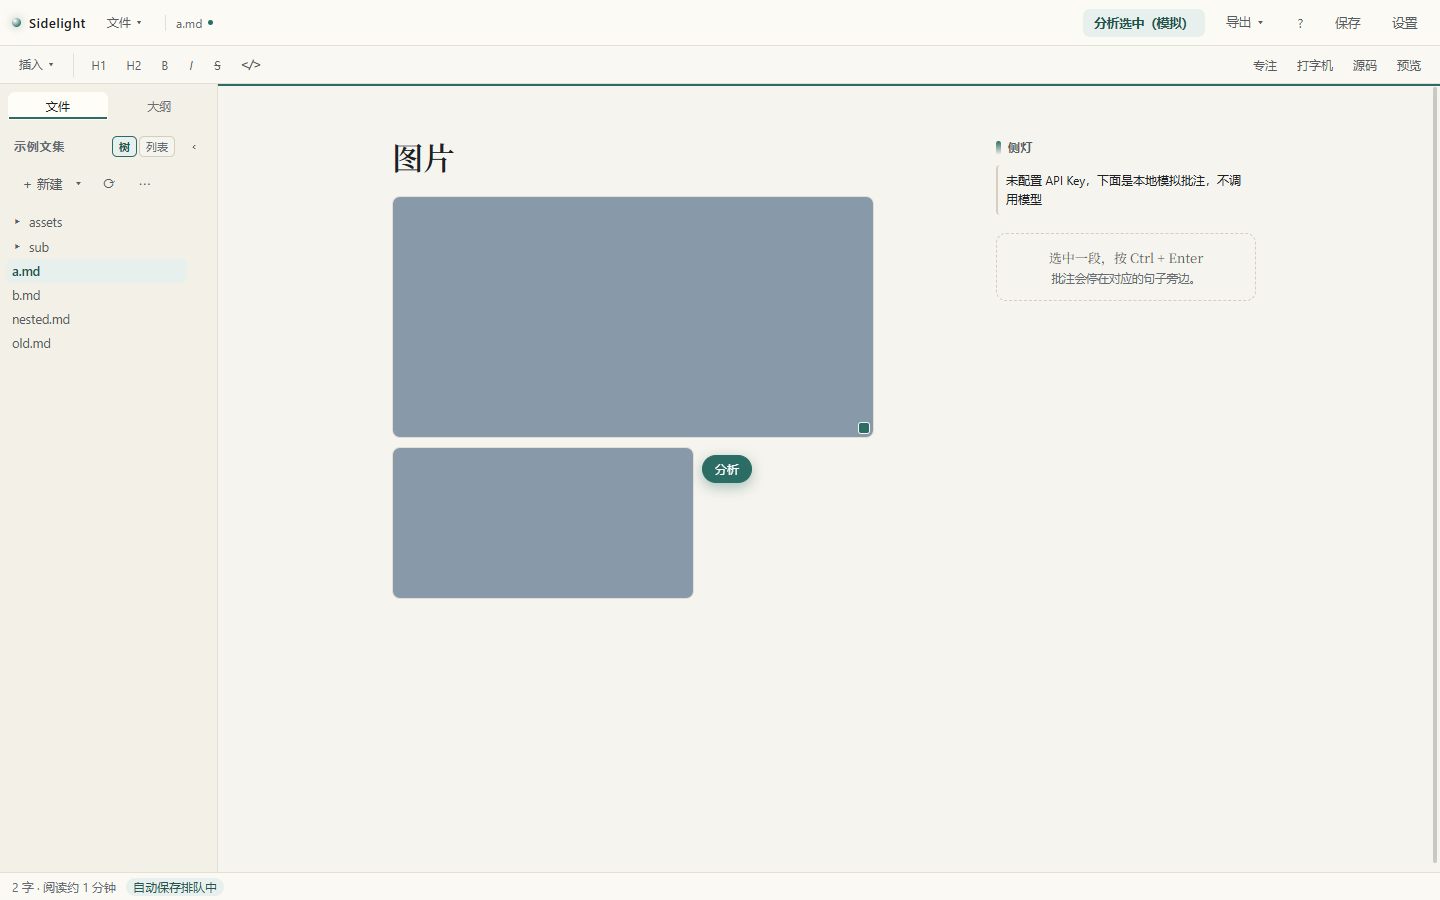 Sidelight 文件 a.md 分析选中（模拟） 导出 ? 保存 设置
插入 H1 H2 B I S </> 专注 打字机 源码 预览
文件 大纲
示例文集 树 列表
+ 新建 ⟳ ···
assets
sub
a.md
b.md
nested.md
old.md
图片
分析
侧灯
未配置 API Key，下面是本地模拟批注，不调
用模型
选中一段，按 Ctrl + Enter
批注会停在对应的句子旁边。
2 字 · 阅读约 1 分钟 自动保存排队中